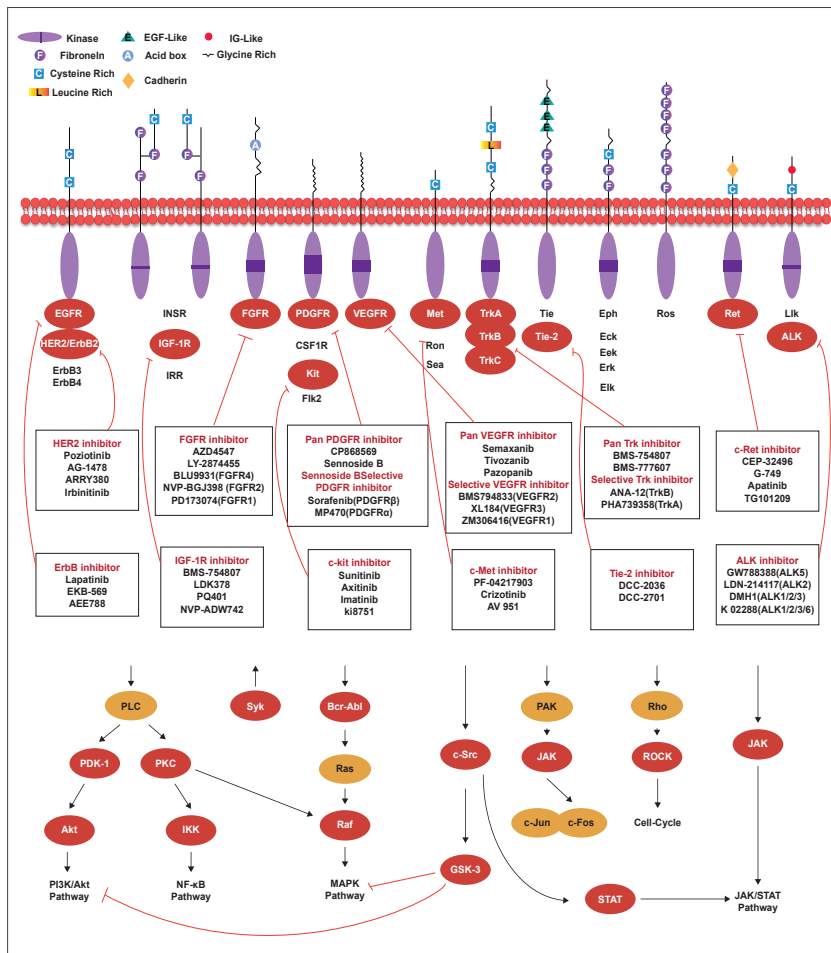 Kinase
E
EGF-Like
IG-Like
F
FibroneIn
A
Acid box
Glycine Rich
C
Cysteine Rich
Cadherin
L
Leucine Rich
C
C
F
C
F
F
C
F
F
A
C
C
L
C
E
E
E
F
F
F
C
F
F
F
F
F
F
F
F
F
C
C
EGFR
HER2/ErbB2
ErbB3
ErbB4
INSR
IGF-1R
IRR
FGFR
PDGFR
CSF1R
Kit
Flk2
VEGFR
Met
Ron
Sea
TrkA
TrkB
TrkC
Tie
Tie-2
Eph
Eck
Eek
Erk
Elk
Ros
Ret
Llk
ALK
HER2 inhibitor
Poziotinib
AG-1478
ARRY380
Irbinitinib
FGFR inhibitor
AZD4547
LY-2874455
BLU9931(FGFR4)
NVP-BGJ398 (FGFR2)
PD173074(FGFR1)
Pan PDGFR inhibitor
CP868569
Sennoside B
Sennoside BSelective
PDGFR inhibitor
Sorafenib(PDGFRβ)
MP470(PDGFRα)
Pan VEGFR inhibitor
Semaxanib
Tivozanib
Pazopanib
Selective VEGFR inhibitor
BMS794833(VEGFR2)
XL184(VEGFR3)
ZM306416(VEGFR1)
Pan Trk inhibitor
BMS-754807
BMS-777607
Selective Trk inhibitor
ANA-12(TrkB)
PHA739358(TrkA)
c-Ret inhibitor
CEP-32496
G-749
Apatinib
TG101209
ErbB inhibitor
Lapatinib
EKB-569
AEE788
IGF-1R inhibitor
BMS-754807
LDK378
PQ401
NVP-ADW742
c-kit inhibitor
Sunitinib
Axitinib
Imatinib
ki8751
c-Met inhibitor
PF-04217903
Crizotinib
AV 951
Tie-2 inhibitor
DCC-2036
DCC-2701
ALK inhibitor
GW788388(ALK5)
LDN-214117(ALK2)
DMH1(ALK1/2/3)
K 02288(ALK1/2/3/6)
PLC
Syk
Bcr-Abl
PAK
Rho
PDK-1
PKC
Ras
c-Src
JAK
ROCK
JAK
Akt
IKK
Raf
c-Jun
c-Fos
Cell-Cycle
PI3K/Akt
Pathway
NF-κB
Pathway
MAPK
Pathway
GSK-3
STAT
JAK/STAT
Pathway